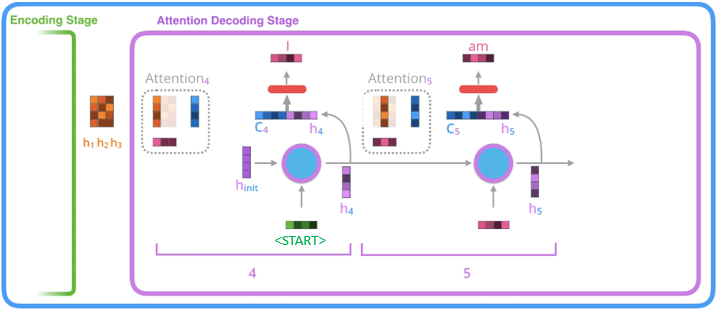 Encoding Stage
Attention Decoding Stage
I
am
Attention4
Attention5
C4
h4
C5
h5
h1 h2 h3
hinit
h4
h5
<START>
4
5